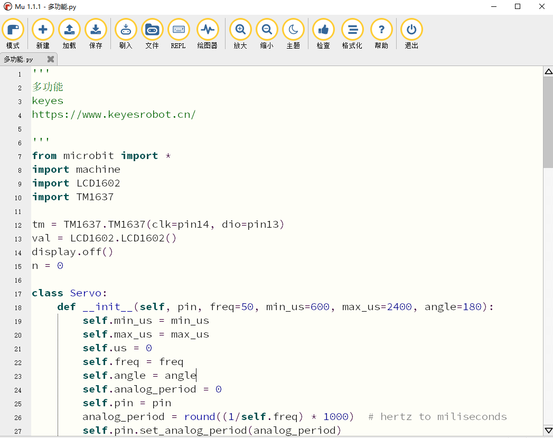 Mu 1.1.1 - 多功能.py
模式 新建 加载 保存 刷入 文件 REPL 绘图器 放大 缩小 主题 检查 格式化 帮助 退出
多功能.py
1 '''
2 多功能
3 keyes
4 https://www.keyesrobot.cn/
5
6 '''
7 from microbit import *
8 import machine
9 import LCD1602
10 import TM1637
11
12 tm = TM1637.TM1637(clk=pin14, dio=pin13)
13 val = LCD1602.LCD1602()
14 display.off()
15 n = 0
16
17 class Servo:
18     def __init__(self, pin, freq=50, min_us=600, max_us=2400, angle=180):
19         self.min_us = min_us
20         self.max_us = max_us
21         self.us = 0
22         self.freq = freq
23         self.angle = angle
24         self.analog_period = 0
25         self.pin = pin
26         analog_period = round((1/self.freq) * 1000)  # hertz to miliseconds
27         self.pin.set_analog_period(analog_period)